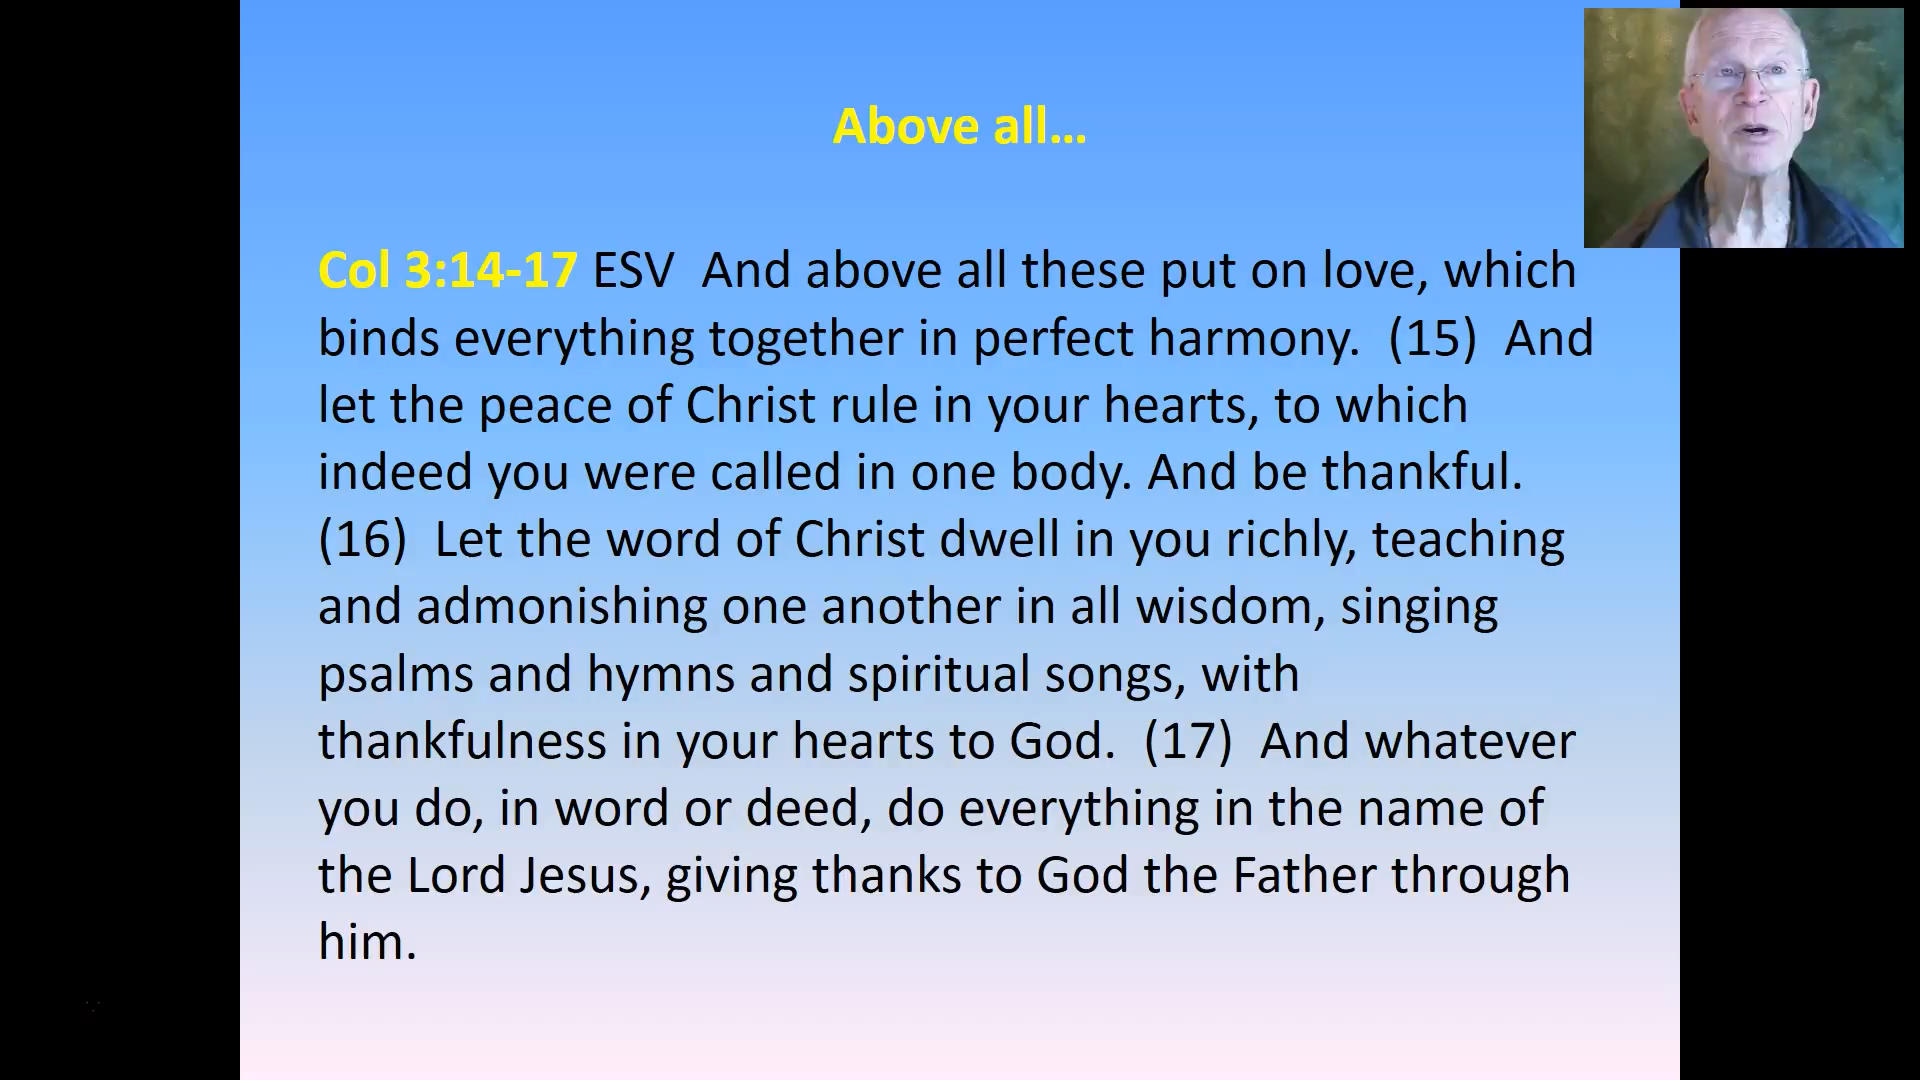 Above all...
Col 3:14-17 ESV  And above all these put on love, which
binds everything together in perfect harmony.  (15)  And
let the peace of Christ rule in your hearts, to which
indeed you were called in one body. And be thankful.
(16)  Let the word of Christ dwell in you richly, teaching
and admonishing one another in all wisdom, singing
psalms and hymns and spiritual songs, with
thankfulness in your hearts to God.  (17)  And whatever
you do, in word or deed, do everything in the name of
the Lord Jesus, giving thanks to God the Father through
him.